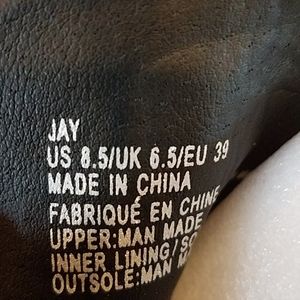 JAY
US 8.5/UK 6.5/EU 39
MADE IN CHINA
FABRIQUÉ EN CHINE
UPPER:MAN MADE
INNER LINING/
OUTSOLE:MAN